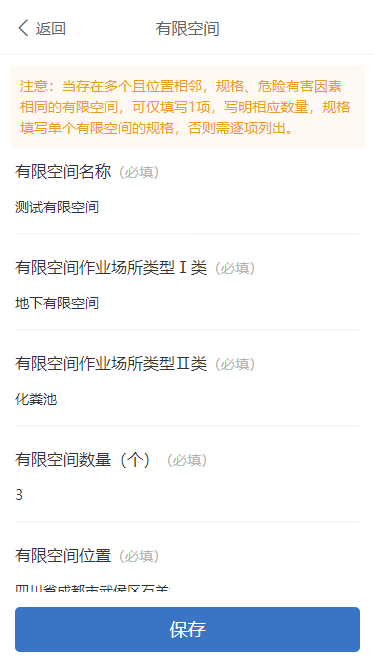 返回
有限空间
注意：当存在多个且位置相邻，规格、危险有害因素
相同的有限空间，可仅填写1项，写明相应数量，规格
填写单个有限空间的规格，否则需逐项列出。
有限空间名称（必填）
测试有限空间
有限空间作业场所类型Ⅰ类（必填）
地下有限空间
有限空间作业场所类型Ⅱ类（必填）
化粪池
有限空间数量（个）（必填）
3
有限空间位置（必填）
四川省成都市武侯区石羊
保存